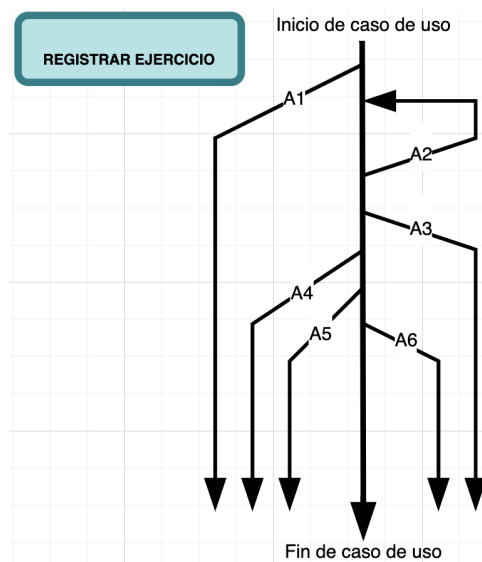 Inicio de caso de uso
REGISTRAR EJERCICIO
A1
A2
A3
A4
A5
A6
Fin de caso de uso